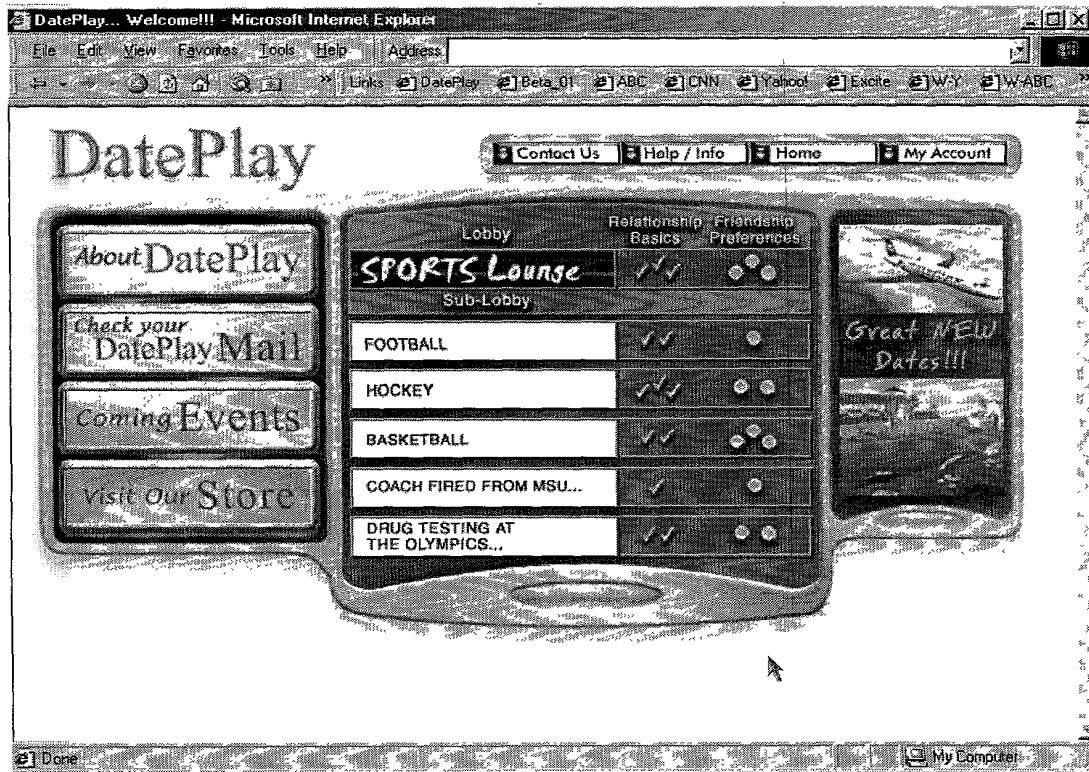 DatePlay... Welcome!!! - Microsoft Internet Explorer
File Edit View Favorites Tools Help Address
Links DatePlay Beta_01 ABC CNN Yahoo! Excite W-Y W-ABC
DatePlay
Contact Us Help / Info Home My Account
About DatePlay
Check your
DatePlay Mail
Coming Events
Visit Our Store
Lobby
Relationship
Basics
Friendship
Preferences
SPORTS Lounge
Sub-Lobby
FOOTBALL
HOCKEY
BASKETBALL
COACH FIRED FROM MSU...
DRUG TESTING AT
THE OLYMPICS...
Great NEW
Dates!!!
Done
My Computer